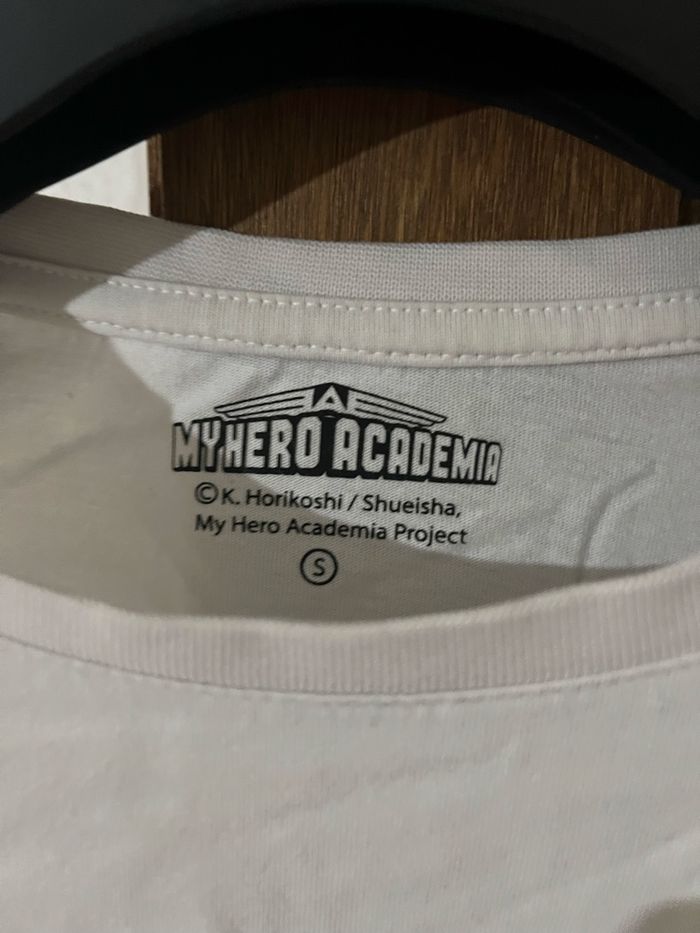 MY HERO ACADEMIA
© K. Horikoshi / Shueisha,
My Hero Academia Project
S